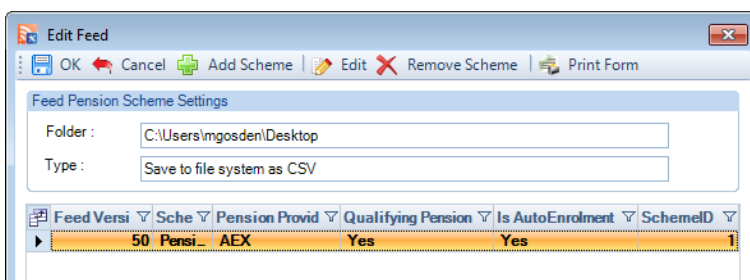 Edit Feed
OK Cancel Add Scheme Edit Remove Scheme Print Form
Feed Pension Scheme Settings
Folder : C:\Users\mgosden\Desktop
Type : Save to file system as CSV
Feed Versi Sche Pension Provid Qualifying Pension Is AutoEnrolment SchemeID
50 Pensi... AEX Yes Yes 1